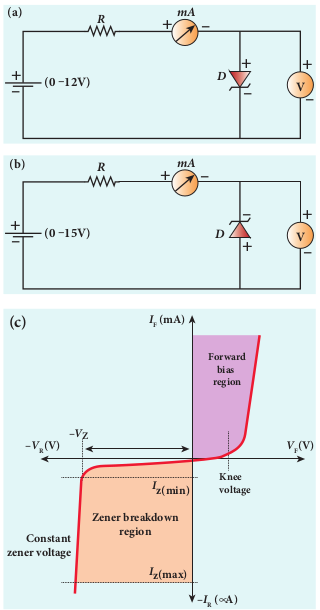 (a)
R
mA
+
−
+
−
(0 −12V)
D
+
−
+
V
−
(b)
R
mA
+
−
+
−
(0 −15V)
−
D
+
+
V
−
(c)
I_F (mA)
Forward
bias
region
−V_Z
−V_R (V)
V_F (V)
Knee
voltage
I_z(min)
Zener breakdown
region
Constant
zener voltage
I_z(max)
−I_R (∝A)